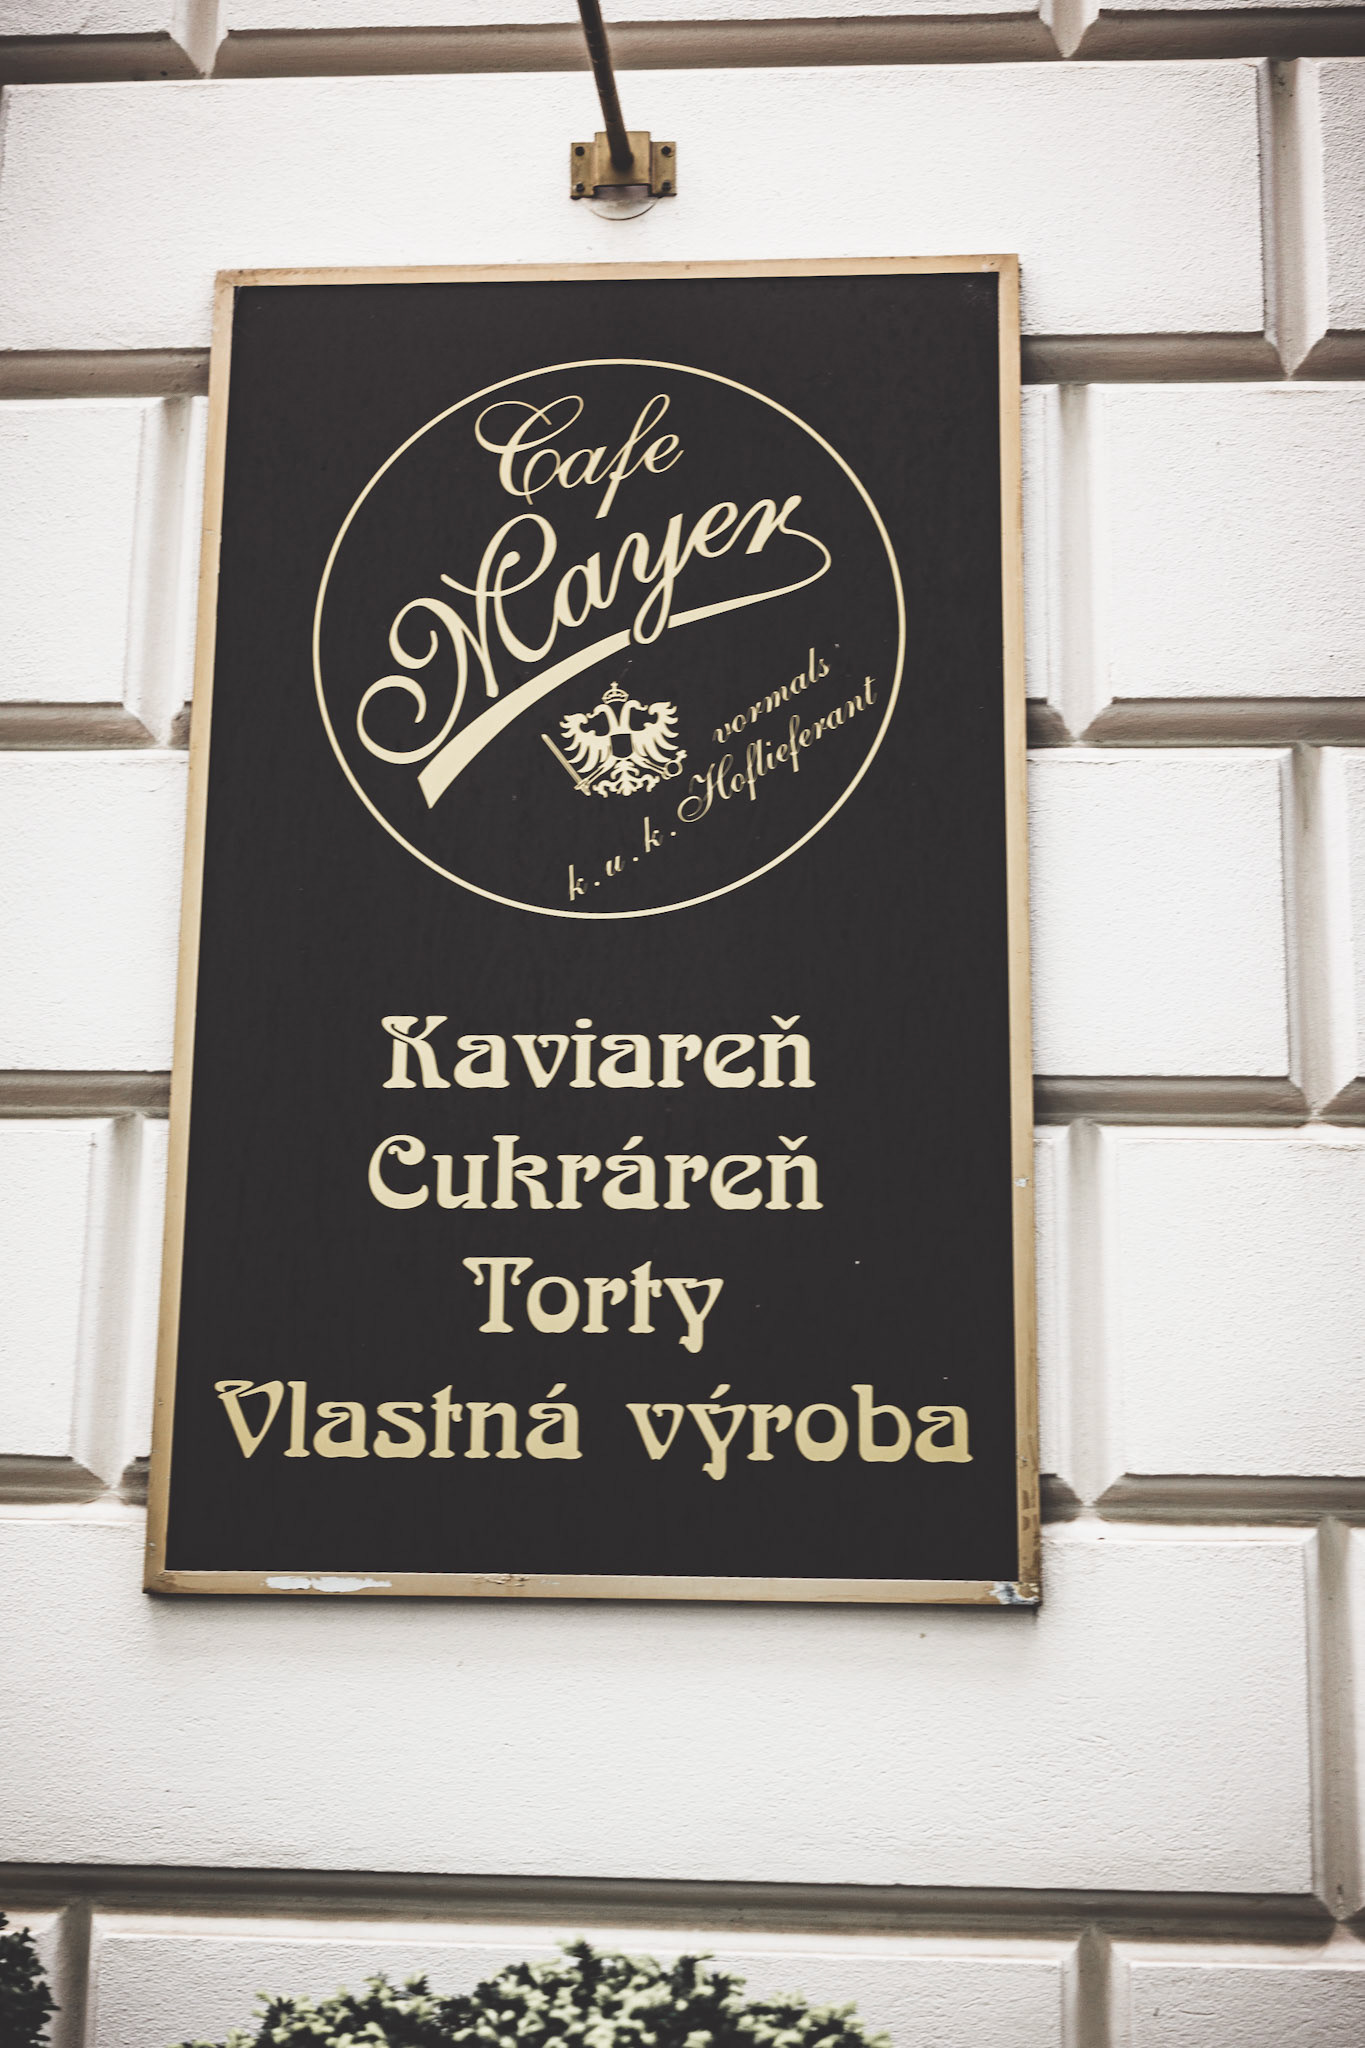 Cafe
Mayer
vormals
k.u.k. Hoflieferant
Kaviareň
Cukráreň
Torty
Vlastná výroba